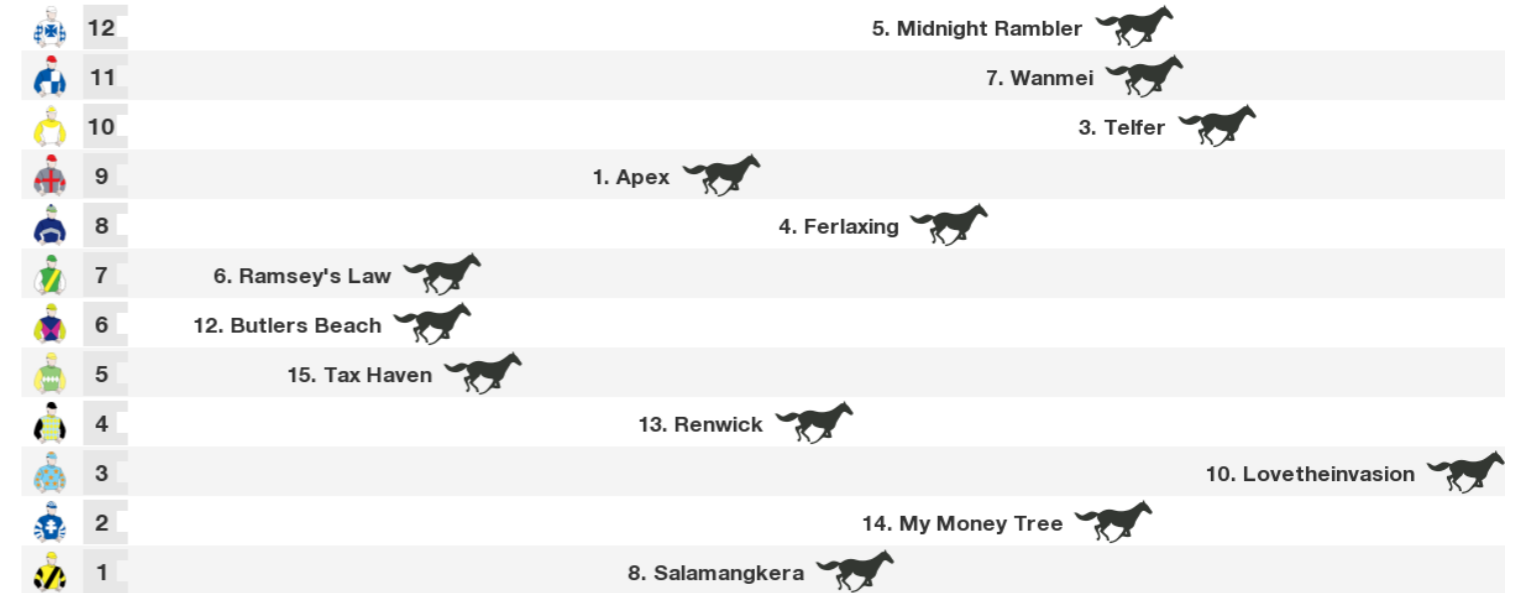 12 5. Midnight Rambler
11 7. Wanmei
10 3. Telfer
9 1. Apex
8 4. Ferlaxing
7 6. Ramsey's Law
6 12. Butlers Beach
5 15. Tax Haven
4 13. Renwick
3 10. Lovetheinvasion
2 14. My Money Tree
1 8. Salamangkera